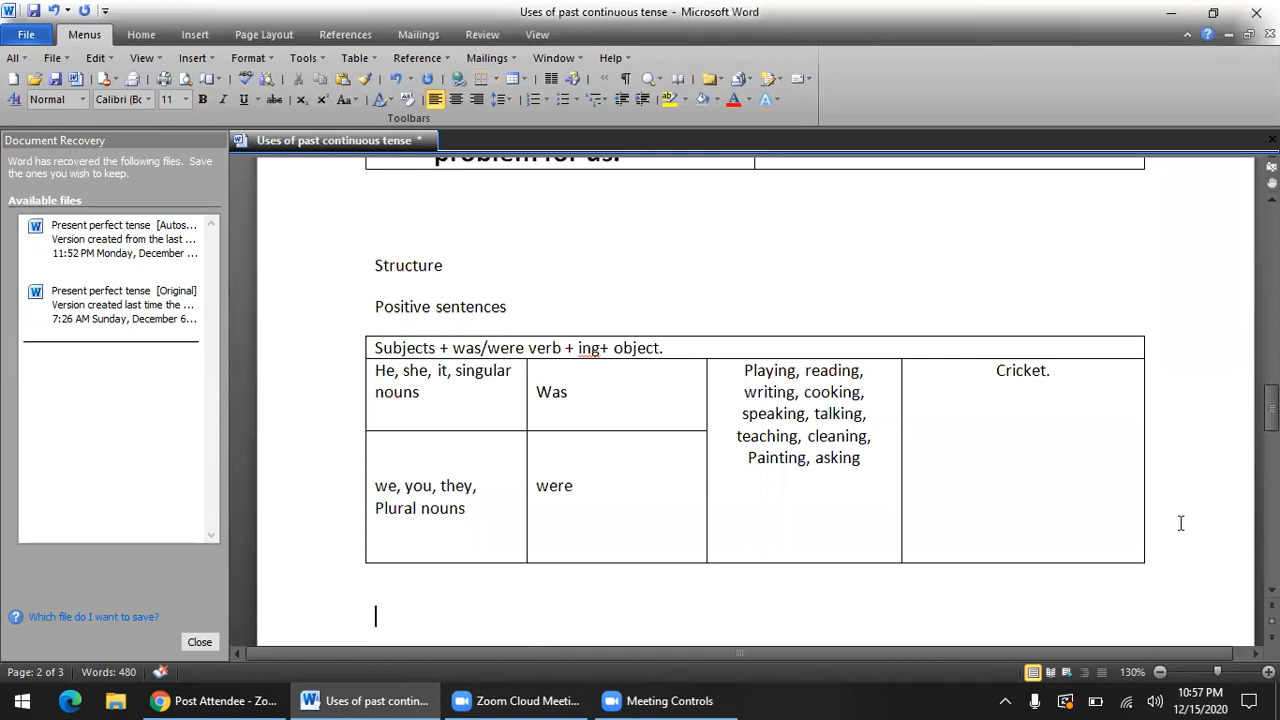 Uses of past continuous tense - Microsoft Word
File Menus Home Insert Page Layout References Mailings Review View
All File Edit View Insert Format Tools Table Reference Mailings Window Help
Normal Calibri (Bc 11
Toolbars
Document Recovery
Word has recovered the following files. Save
the ones you wish to keep.
Available files
Present perfect tense [Autos...
Version created from the last ...
11:52 PM Monday, December ...
Present perfect tense [Original]
Version created last time the ...
7:26 AM Sunday, December 6...
Which file do I want to save?
Close
Uses of past continuous tense *
problem for us.
Structure
Positive sentences
Subjects + was/were verb + ing+ object.
He, she, it, singular
nouns
Was
Playing, reading,
writing, cooking,
speaking, talking,
teaching, cleaning,
Painting, asking
Cricket.
we, you, they,
Plural nouns
were
Page: 2 of 3 Words: 480 130%
Post Attendee - Zo... Uses of past contin... Zoom Cloud Meeti... Meeting Controls
10:57 PM
12/15/2020